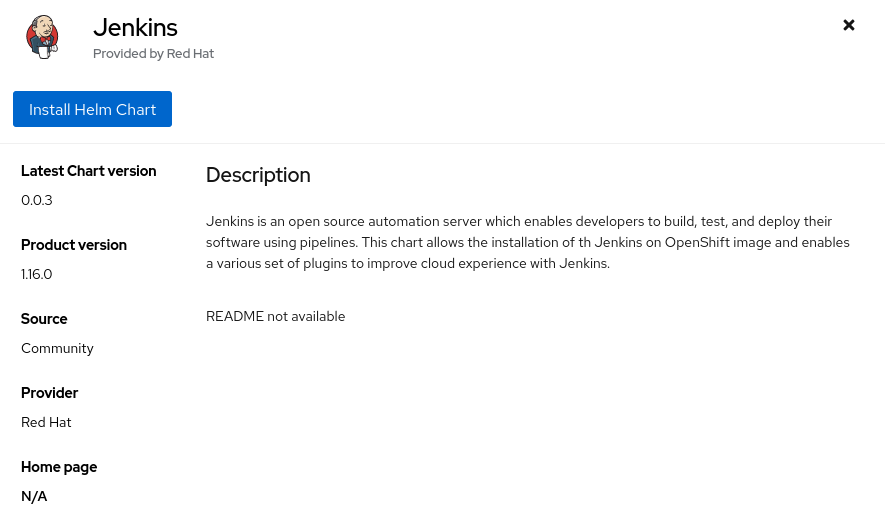 Jenkins
Provided by Red Hat
Install Helm Chart
Latest Chart version
0.0.3
Product version
1.16.0
Source
Community
Provider
Red Hat
Home page
N/A
Description
Jenkins is an open source automation server which enables developers to build, test, and deploy their
software using pipelines. This chart allows the installation of th Jenkins on OpenShift image and enables
a various set of plugins to improve cloud experience with Jenkins.
README not available